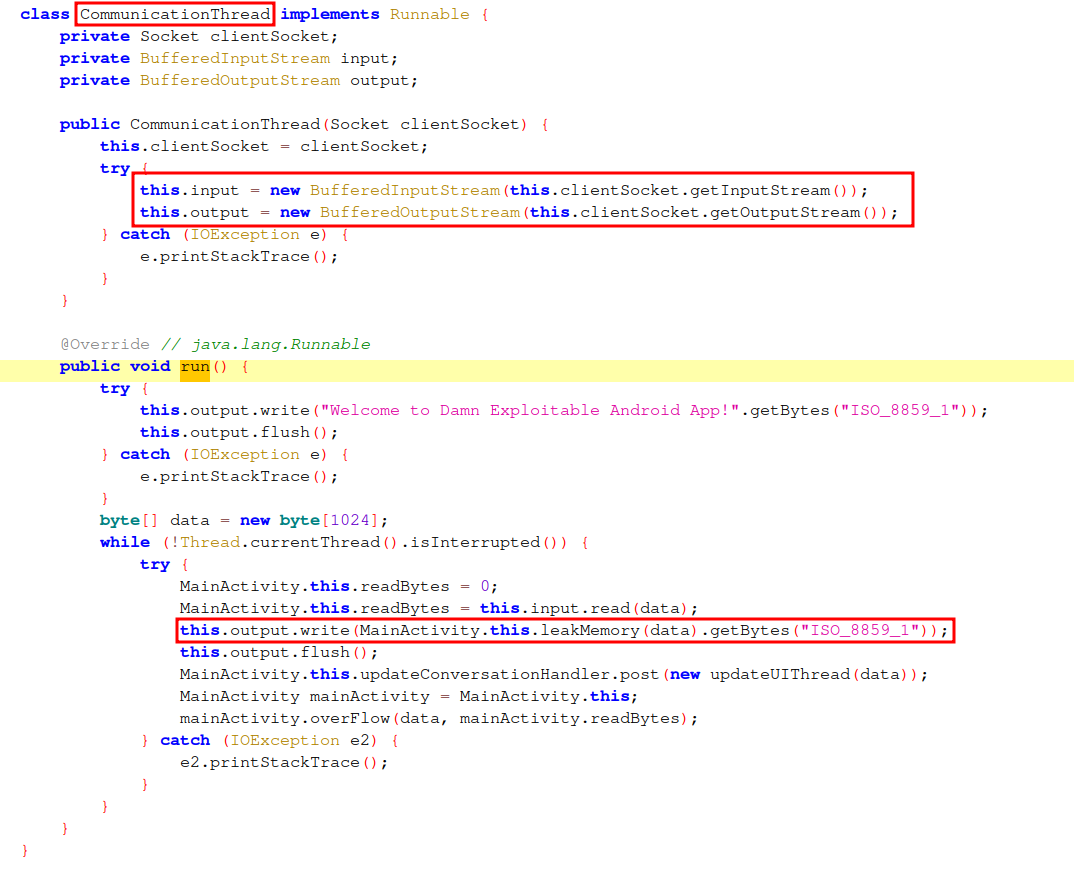 class CommunicationThread implements Runnable {
    private Socket clientSocket;
    private BufferedInputStream input;
    private BufferedOutputStream output;

    public CommunicationThread(Socket clientSocket) {
        this.clientSocket = clientSocket;
        try {
            this.input = new BufferedInputStream(this.clientSocket.getInputStream());
            this.output = new BufferedOutputStream(this.clientSocket.getOutputStream());
        } catch (IOException e) {
            e.printStackTrace();
        }
    }

    @Override // java.lang.Runnable
    public void run() {
        try {
            this.output.write("Welcome to Damn Exploitable Android App!".getBytes("ISO_8859_1"));
            this.output.flush();
        } catch (IOException e) {
            e.printStackTrace();
        }
        byte[] data = new byte[1024];
        while (!Thread.currentThread().isInterrupted()) {
            try {
                MainActivity.this.readBytes = 0;
                MainActivity.this.readBytes = this.input.read(data);
                this.output.write(MainActivity.this.leakMemory(data).getBytes("ISO_8859_1"));
                this.output.flush();
                MainActivity.this.updateConversationHandler.post(new updateUIThread(data));
                MainActivity mainActivity = MainActivity.this;
                mainActivity.overFlow(data, mainActivity.readBytes);
            } catch (IOException e2) {
                e2.printStackTrace();
            }
        }
    }
}